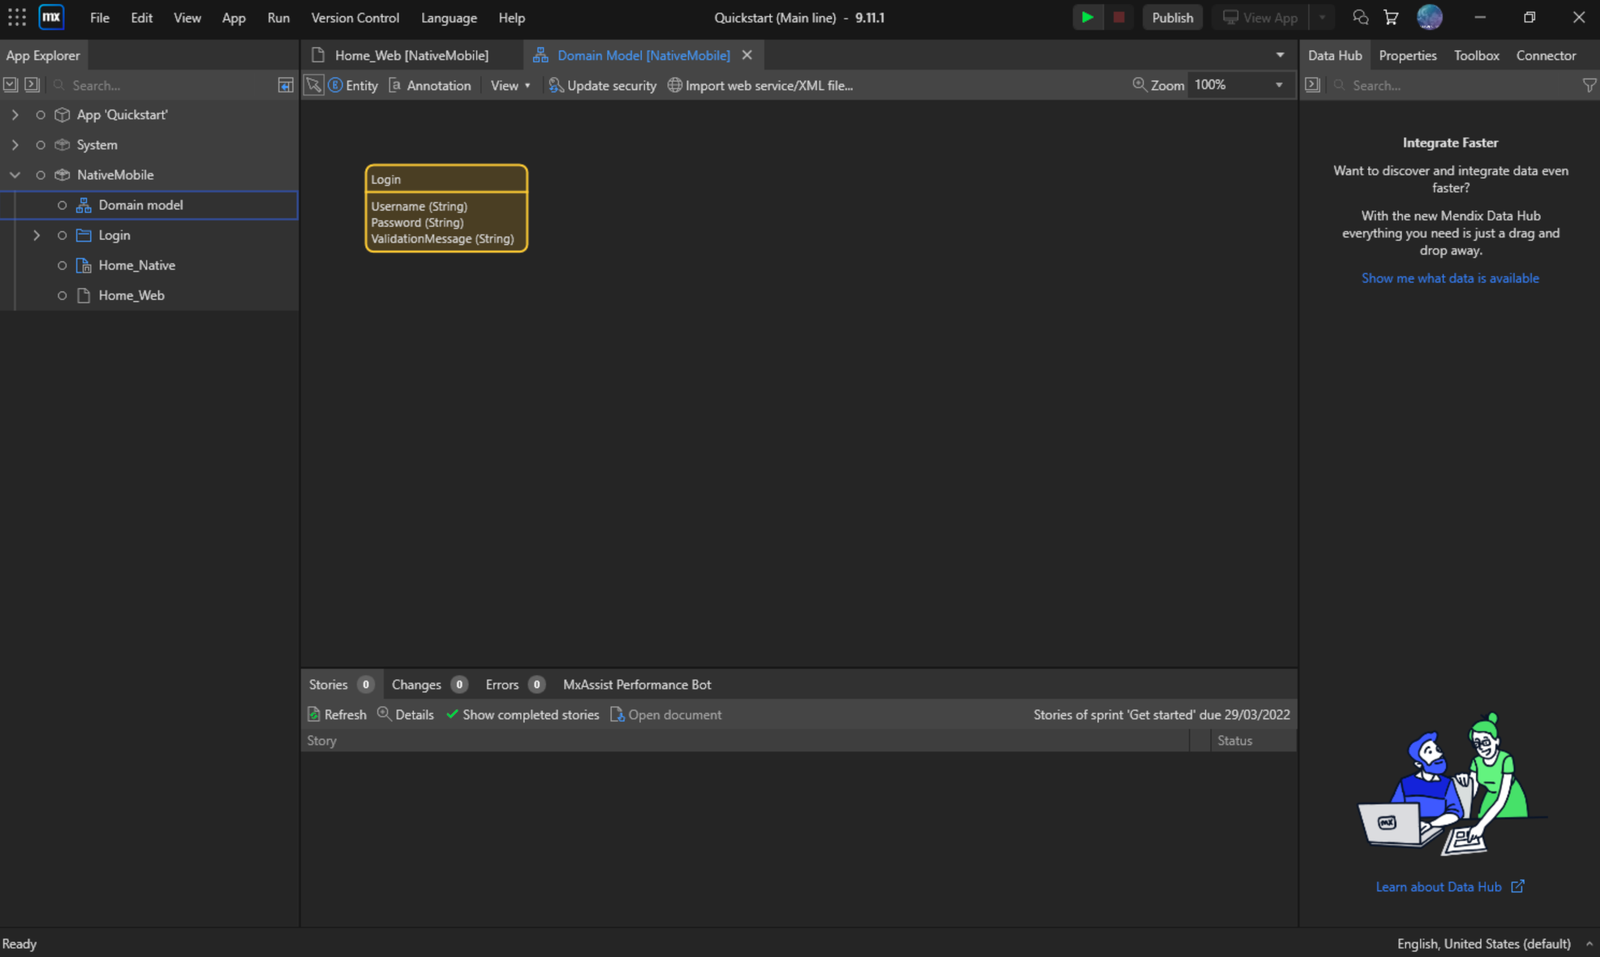 mx File Edit View App Run Version Control Language Help Quickstart (Main line) - 9.11.1 Publish View App
App Explorer
Search...
App 'Quickstart'
System
NativeMobile
Domain model
Login
Home_Native
Home_Web
Home_Web [NativeMobile] Domain Model [NativeMobile]
Entity Annotation View Update security Import web service/XML file... Zoom 100%
Login
Username (String)
Password (String)
ValidationMessage (String)
Stories 0 Changes 0 Errors 0 MxAssist Performance Bot
Refresh Details Show completed stories Open document Stories of sprint 'Get started' due 29/03/2022
Story Status
Data Hub Properties Toolbox Connector
Search...
Integrate Faster
Want to discover and integrate data even
faster?
With the new Mendix Data Hub
everything you need is just a drag and
drop away.
Show me what data is available
mx
Learn about Data Hub
Ready English, United States (default)